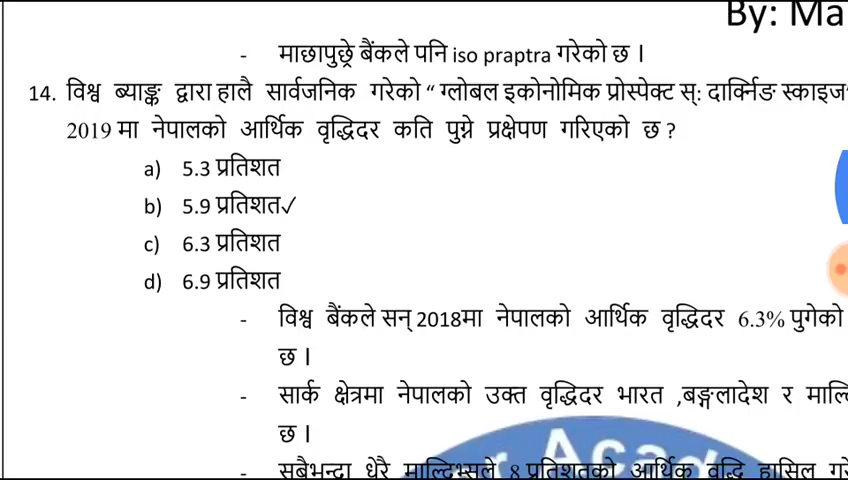 By: Ma
- माछापुछ्रे बैंकले पनि iso praptra गरेको छ ।
14. विश्व ब्याङ्क द्वारा हालै सार्वजनिक गरेको “ ग्लोबल इकोनोमिक प्रोस्पेक्ट स्: दार्क्निङ स्काइज
2019 मा नेपालको आर्थिक वृद्धिदर कति पुग्ने प्रक्षेपण गरिएको छ ?
a) 5.3 प्रतिशत
b) 5.9 प्रतिशत✓
c) 6.3 प्रतिशत
d) 6.9 प्रतिशत
- विश्व बैंकले सन् 2018मा नेपालको आर्थिक वृद्धिदर 6.3% पुगेको
छ ।
- सार्क क्षेत्रमा नेपालको उक्त वृद्धिदर भारत ,बङ्गलादेश र
छ ।
- सबैभन्दा धेरै माल्दिभ्सले 8 प्रतिशतको आर्थिक वृद्धि हासिल